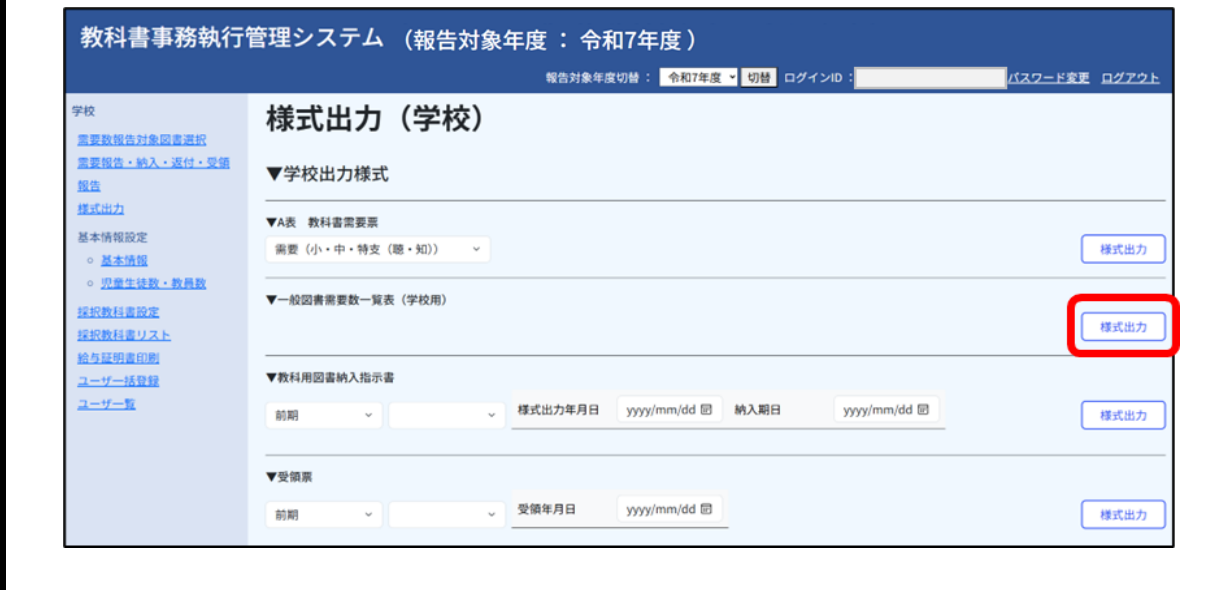 教科書事務執行管理システム （報告対象年度 ： 令和7年度 ）
報告対象年度切替 ： 令和7年度 切替 ログインID : パスワード変更 ログアウト
学校
需要数報告対象図書選択
需要報告・納入・返付・受領
報告
様式出力
基本情報設定
基本情報
児童生徒数・教員数
採択教科書設定
採択教科書リスト
給与証明書印刷
ユーザ一括登録
ユーザ一覧
様式出力（学校）
▼学校出力様式
▼A表　教科書需要票
需要（小・中・特支（聴・知））
様式出力
▼一般図書需要数一覧表（学校用）
様式出力
▼教科用図書納入指示書
前期 様式出力年月日 yyyy/mm/dd 納入期日 yyyy/mm/dd 様式出力
▼受領票
前期 受領年月日 yyyy/mm/dd 様式出力